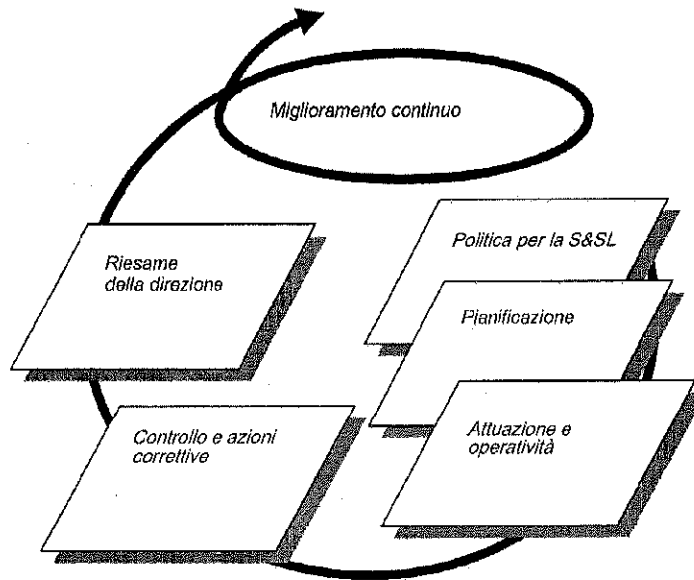 Miglioramento continuo
Politica per la S&SL
Riesame
della direzione
Pianificazione
Controllo e azioni
correttive
Attuazione e
operatività